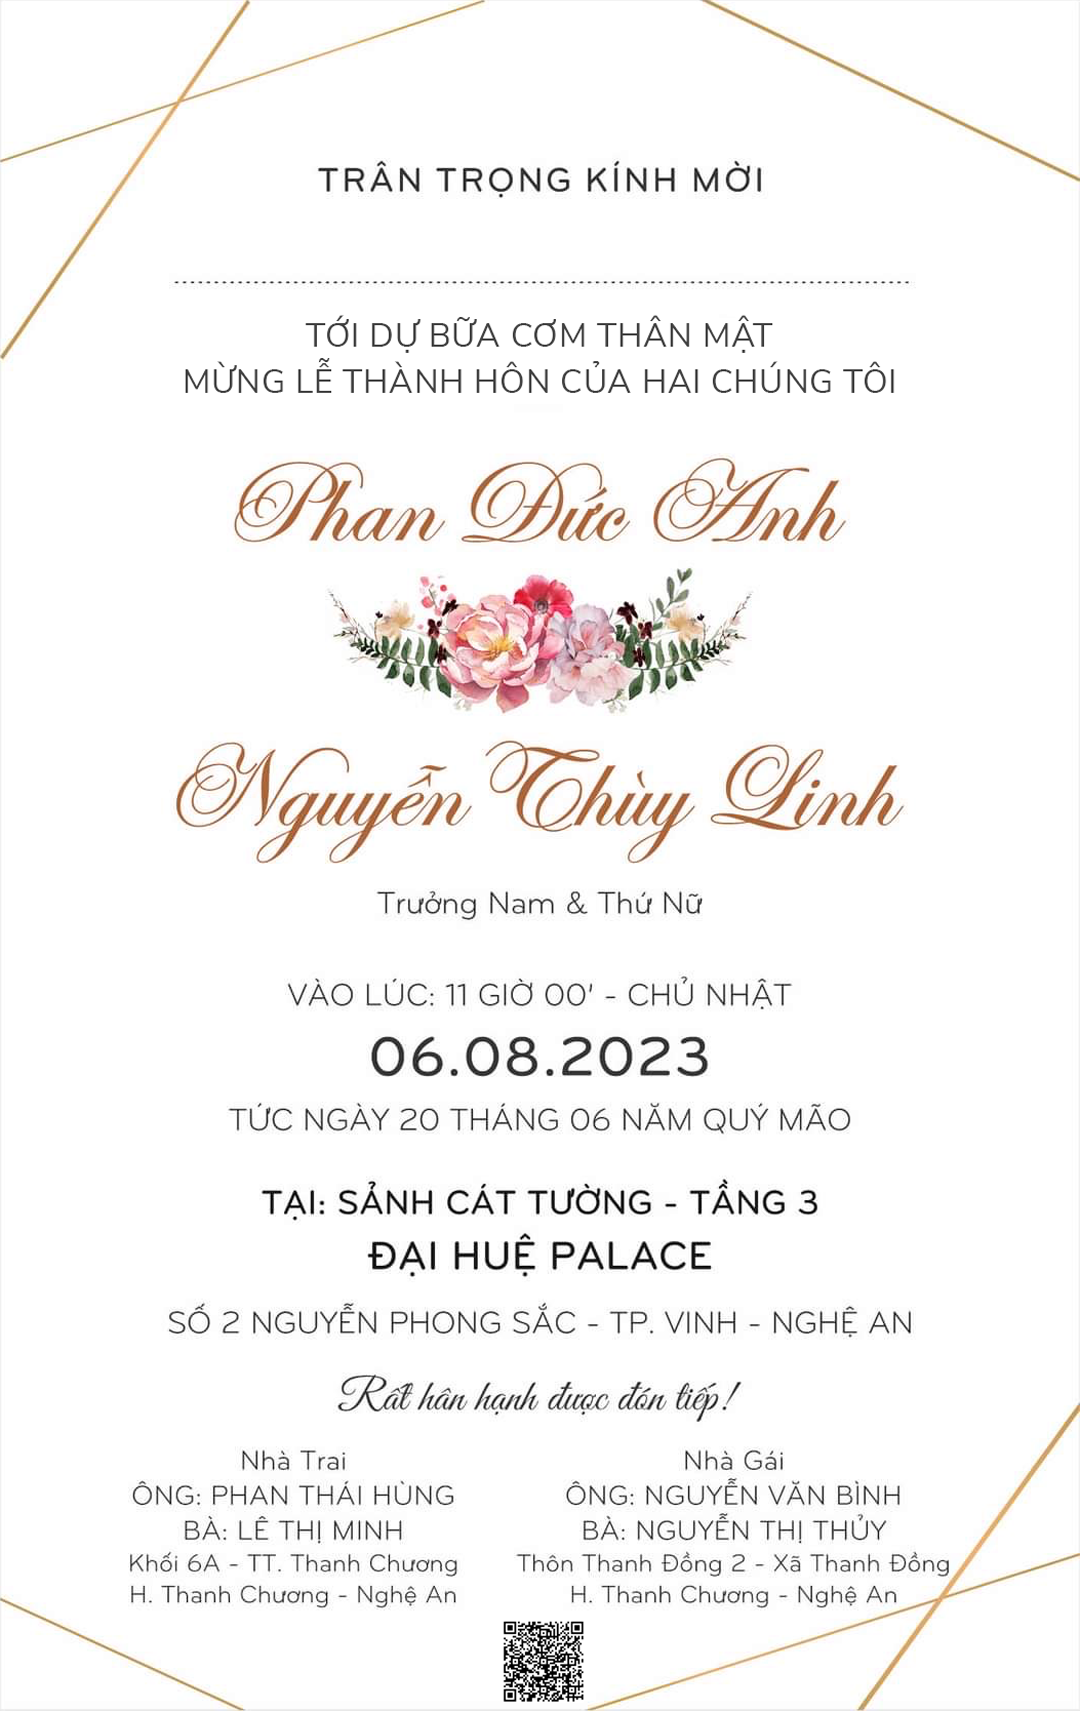 TRÂN TRỌNG KÍNH MỜI
TỚI DỰ BỮA CƠM THÂN MẬT
MỪNG LỄ THÀNH HÔN CỦA HAI CHÚNG TÔI
Phan Đức Anh
Nguyễn Thùy Linh
Trưởng Nam & Thứ Nữ
VÀO LÚC: 11 GIỜ 00' - CHỦ NHẬT
06.08.2023
TỨC NGÀY 20 THÁNG 06 NĂM QUÝ MÃO
TẠI: SẢNH CÁT TƯỜNG - TẦNG 3
ĐẠI HUỆ PALACE
SỐ 2 NGUYỄN PHONG SẮC - TP. VINH - NGHỆ AN
Rất hân hạnh được đón tiếp!
Nhà Trai
ÔNG: PHAN THÁI HÙNG
BÀ: LÊ THỊ MINH
Khối 6A - TT. Thanh Chương
H. Thanh Chương - Nghệ An
Nhà Gái
ÔNG: NGUYỄN VĂN BÌNH
BÀ: NGUYỄN THỊ THỦY
Thôn Thanh Đồng 2 - Xã Thanh Đồng
H. Thanh Chương - Nghệ An